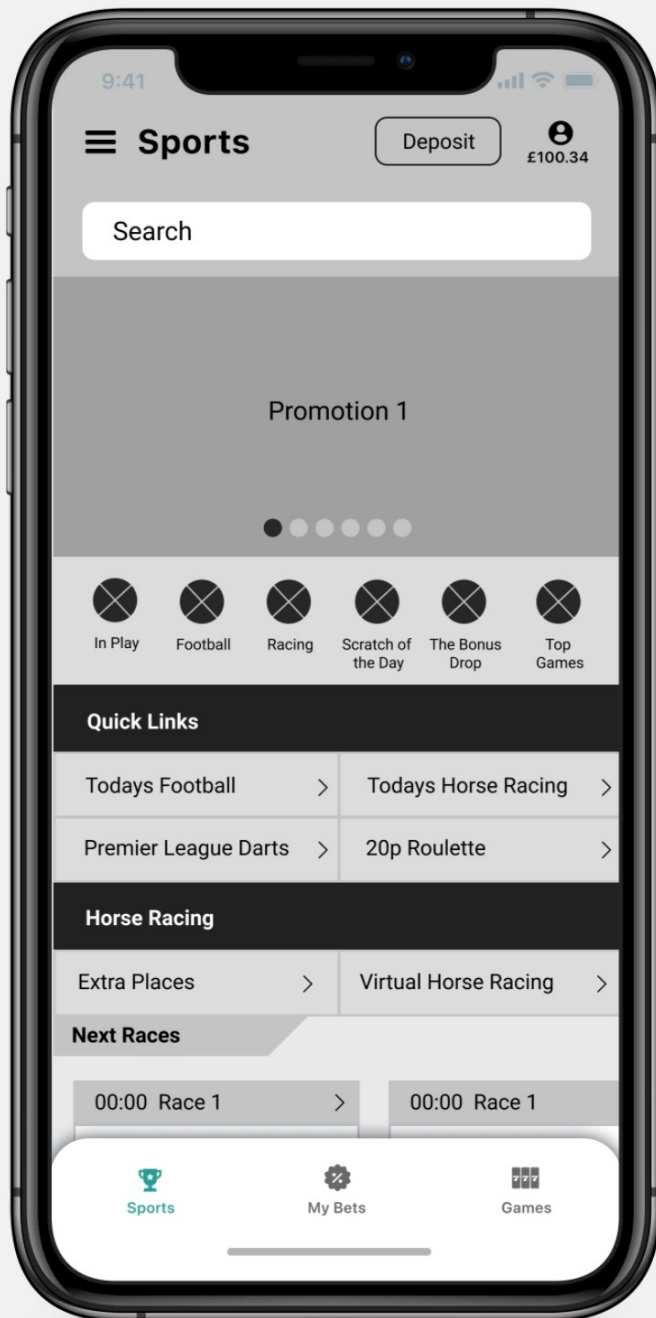 9:41
Sports
Deposit
£100.34
Search
Promotion 1
In Play
Football
Racing
Scratch of
the Day
The Bonus
Drop
Top
Games
Quick Links
Todays Football
Todays Horse Racing
Premier League Darts
20p Roulette
Horse Racing
Extra Places
Virtual Horse Racing
Next Races
00:00 Race 1
00:00 Race 1
777
Sports
My Bets
Games